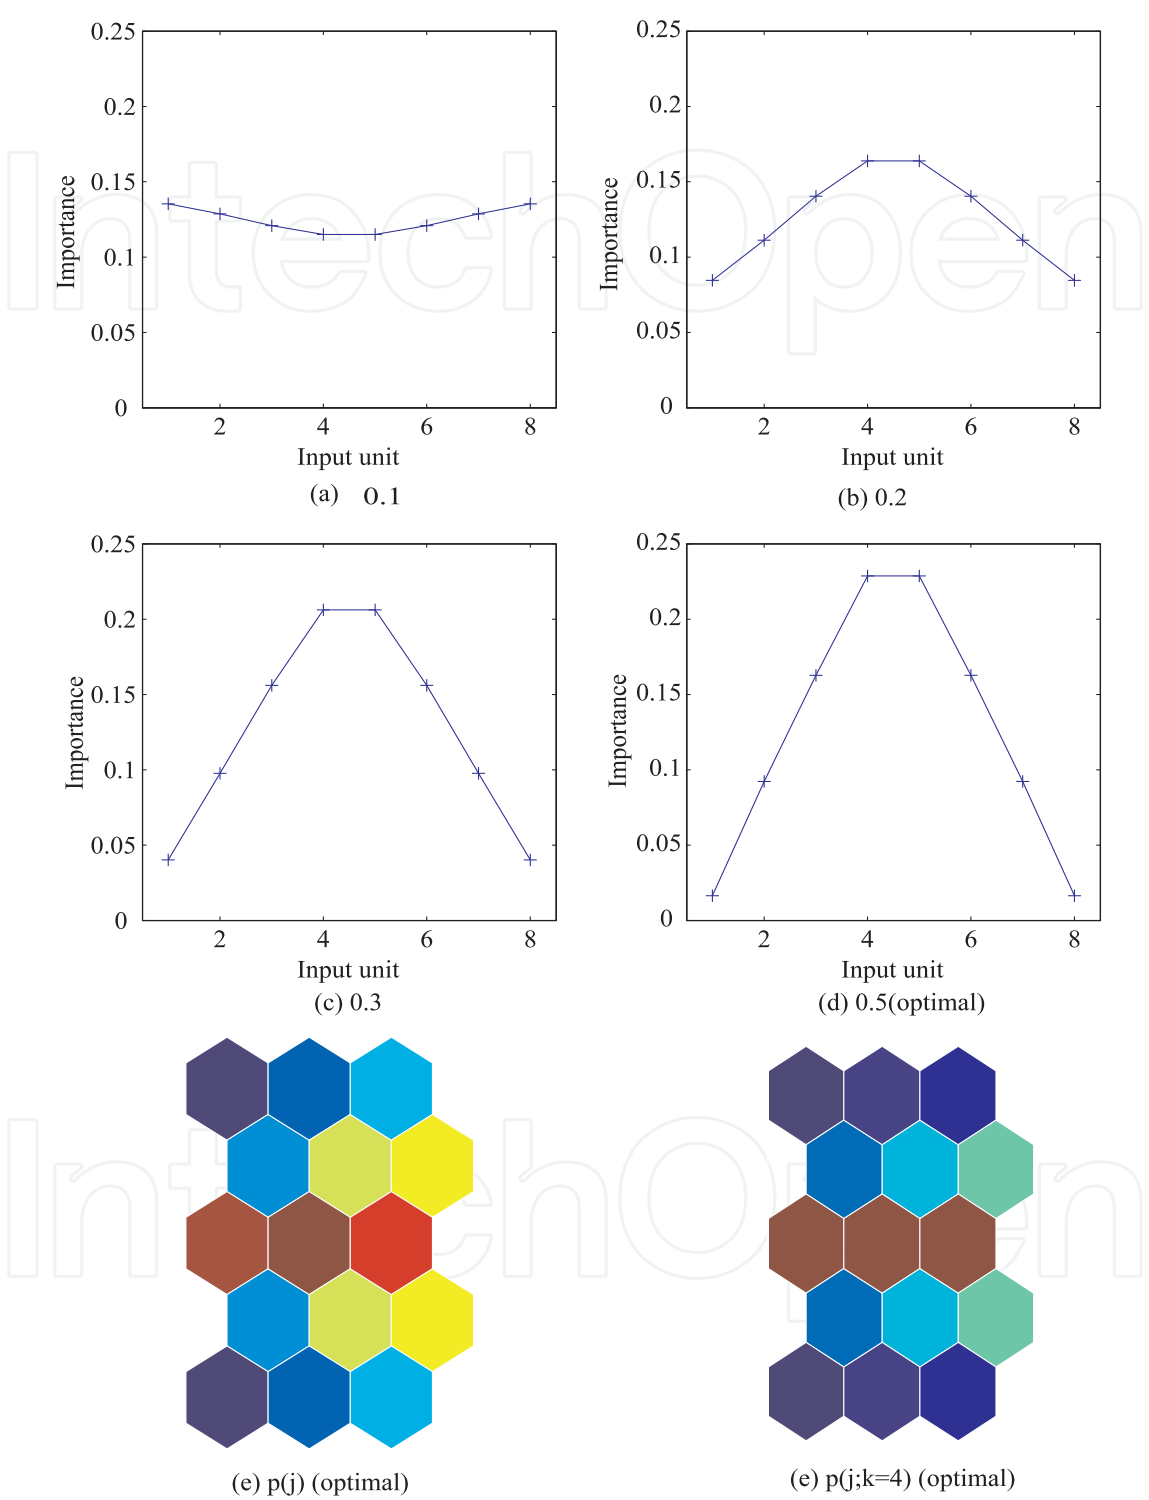 0.25
0.2
0.15
0.1
0.05
0
Importance
2 4 6 8
Input unit
(a) 0.1
0.25
0.2
0.15
0.1
0.05
0
Importance
2 4 6 8
Input unit
(b) 0.2
0.25
0.2
0.15
0.1
0.05
0
Importance
2 4 6 8
Input unit
(c) 0.3
0.25
0.2
0.15
0.1
0.05
0
Importance
2 4 6 8
Input unit
(d) 0.5(optimal)
(e) p(j) (optimal)
(e) p(j;k=4) (optimal)
IntechOpen
IntechOpen